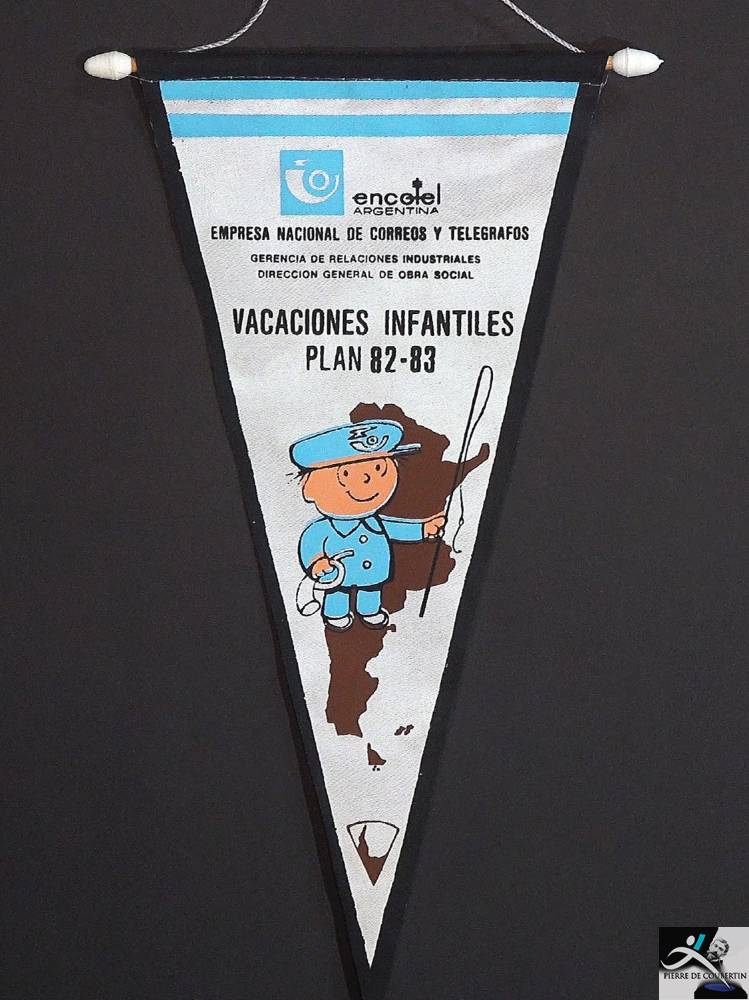 encotel
ARGENTINA
EMPRESA NACIONAL DE CORREOS Y TELEGRAFOS
GERENCIA DE RELACIONES INDUSTRIALES
DIRECCION GENERAL DE OBRA SOCIAL
VACACIONES INFANTILES
PLAN 82-83
PIERRE DE COUBERTIN